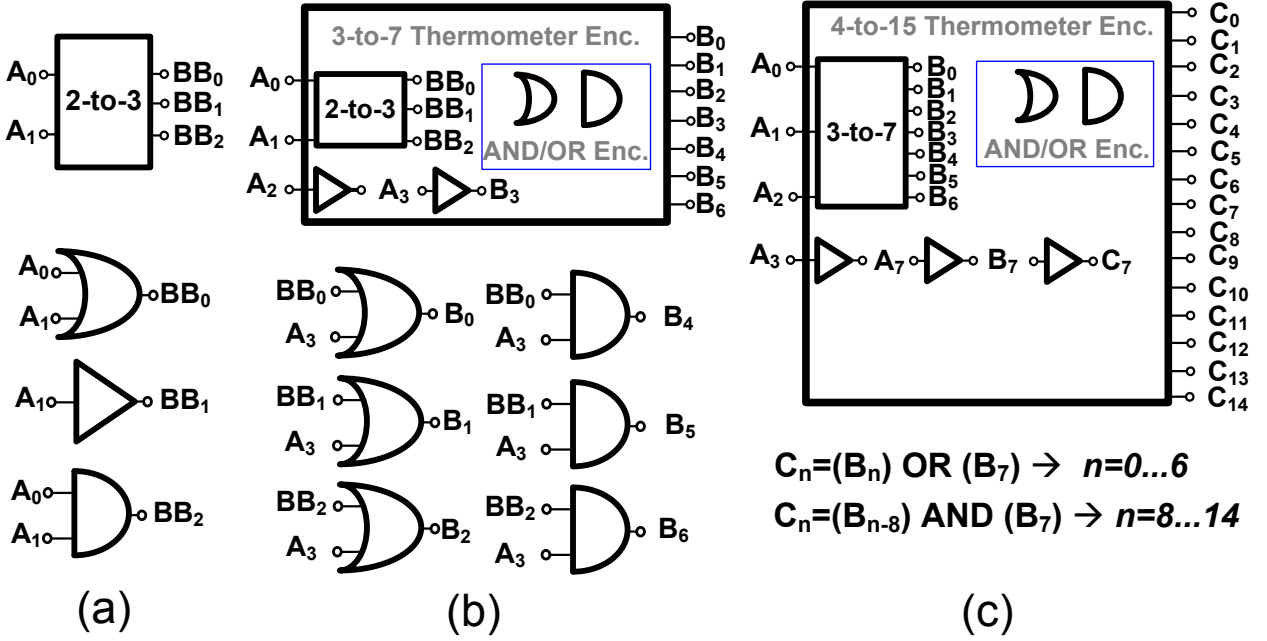 A0
A1
2-to-3
BB0
BB1
BB2
A0
A1
BB0
A1
BB1
A0
A1
BB2
(a)
3-to-7 Thermometer Enc.
A0
A1
2-to-3
BB0
BB1
BB2
AND/OR Enc.
A2
A3
B3
B0
B1
B2
B3
B4
B5
B6
BB0
A3
B0
BB0
A3
B4
BB1
A3
B1
BB1
A3
B5
BB2
A3
B2
BB2
A3
B6
(b)
4-to-15 Thermometer Enc.
A0
A1
A2
3-to-7
B0
B1
B2
B3
B4
B5
B6
AND/OR Enc.
A3
A7
B7
C7
C0
C1
C2
C3
C4
C5
C6
C7
C8
C9
C10
C11
C12
C13
C14
Cn=(Bn) OR (B7) → n=0...6
Cn=(Bn-8) AND (B7) → n=8...14
(c)